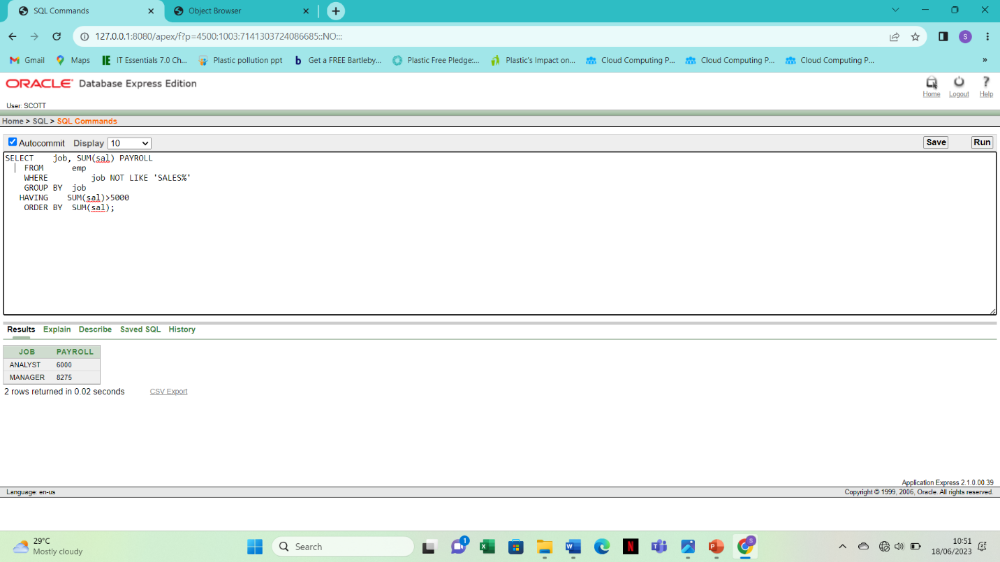 SQL Commands
Object Browser
127.0.0.1:8080/apex/f?p=4500:1003:7141303724086685::NO:::
S
Gmail
Maps
IT Essentials 7.0 Ch...
Plastic pollution ppt
Get a FREE Bartleby...
Plastic Free Pledge:...
Plastic's Impact on...
Cloud Computing P...
Cloud Computing P...
Cloud Computing P...
»
ORACLE Database Express Edition
Home
Logout
? Help
User: SCOTT
Home > SQL > SQL Commands
Autocommit Display 10
Save Run
SELECT job, SUM(sal) PAYROLL
FROM emp
WHERE job NOT LIKE 'SALES%'
GROUP BY job
HAVING SUM(sal)>5000
ORDER BY SUM(sal);
Results Explain Describe Saved SQL History
JOB PAYROLL
ANALYST 6000
MANAGER 8275
2 rows returned in 0.02 seconds CSV Export
Application Express 2.1.0.00.39
Language: en-us Copyright © 1999, 2006, Oracle. All rights reserved.
29°C
Mostly cloudy
Search
1
S
10:51
18/06/2023